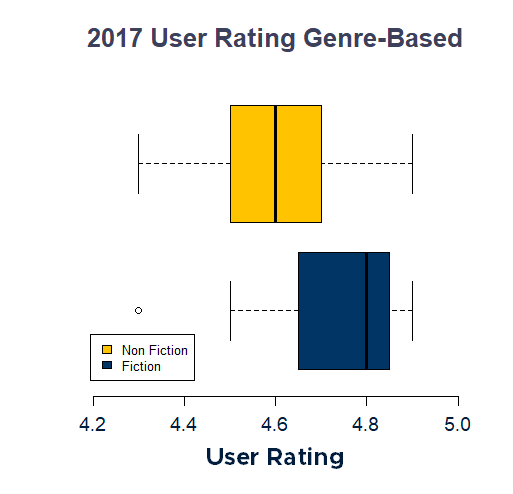 2017 User Rating Genre-Based
Non Fiction
Fiction
4.2 4.4 4.6 4.8 5.0
User Rating